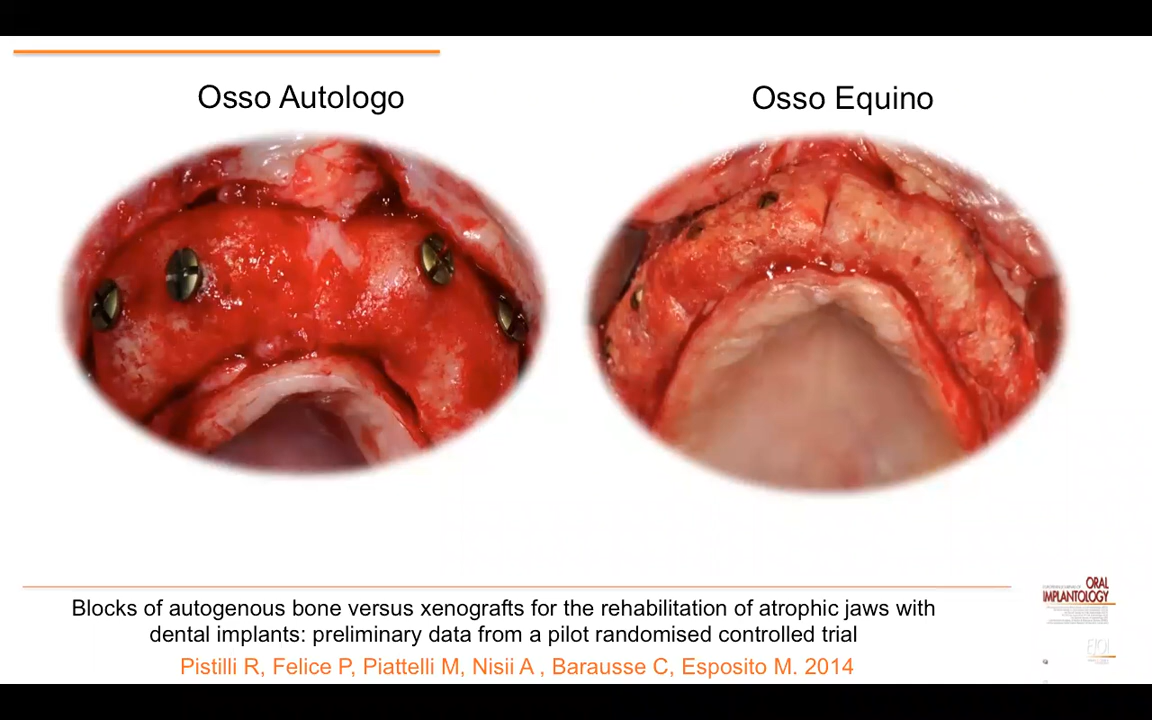 Osso Autologo
Osso Equino
Blocks of autogenous bone versus xenografts for the rehabilitation of atrophic jaws with
dental implants: preliminary data from a pilot randomised controlled trial
Pistilli R, Felice P, Piattelli M, Nisii A , Barausse C, Esposito M. 2014
ORAL
IMPLANTOLOGY